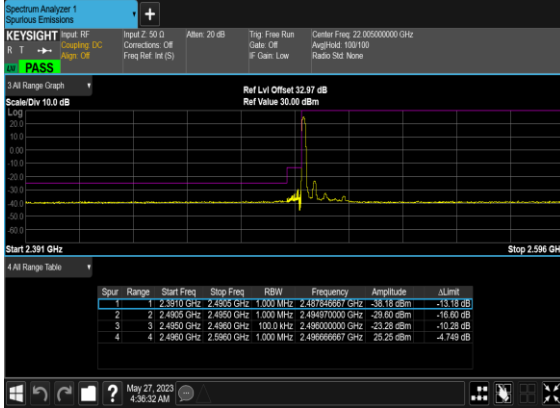 Spectrum Analyzer 1
Spurious Emissions
+
KEYSIGHT Input: RF Input Z: 50 Ω Atten: 20 dB Trig: Free Run Center Freq: 22.005000000 GHz
R T Coupling: DC Corrections: Off Gate: Off Avg|Hold: 100/100
Align: Off Freq Ref: Int (S) IF Gain: Low Radio Std: None
PASS
3 All Range Graph
Ref Lvl Offset 32.97 dB
Scale/Div 10.0 dB Ref Value 30.00 dBm
Log
20.0
10.0
0.00
-10.0
-20.0
-30.0
-40.0
-50.0
-60.0
Start 2.391 GHz Stop 2.596 GH
4 All Range Table
Spur Range Start Freq Stop Freq RBW Frequency Amplitude ΔLimit
1 1 2.3910 GHz 2.4905 GHz 1.000 MHz 2.487846667 GHz -38.18 dBm -13.18 dB
2 2 2.4905 GHz 2.4950 GHz 1.000 MHz 2.494970000 GHz -29.60 dBm -16.60 dB
3 3 2.4950 GHz 2.4960 GHz 100.0 kHz 2.496000000 GHz -23.28 dBm -10.28 dB
4 4 2.4960 GHz 2.5960 GHz 1.000 MHz 2.496666667 GHz 25.25 dBm -4.749 dB
?
May 27, 2023
4:36:32 AM